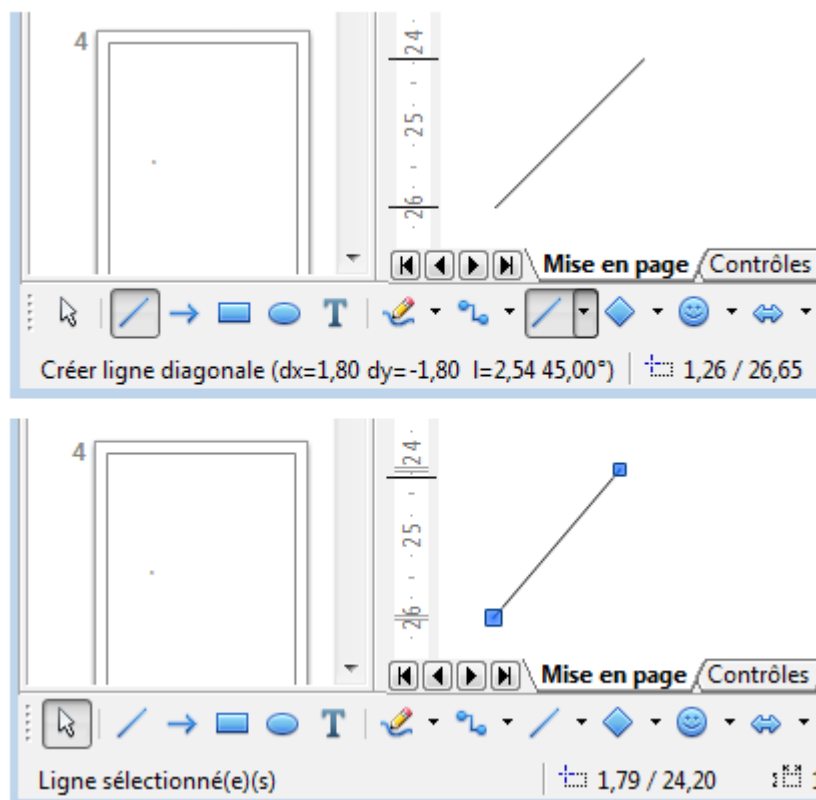 4
24
25
26
Mise en page Contrôles
T
Créer ligne diagonale (dx=1,80 dy=-1,80 l=2,54 45,00°) 1,26 / 26,65
4
24
25
26
Mise en page Contrôles
T
Ligne sélectionné(e)(s) 1,79 / 24,20